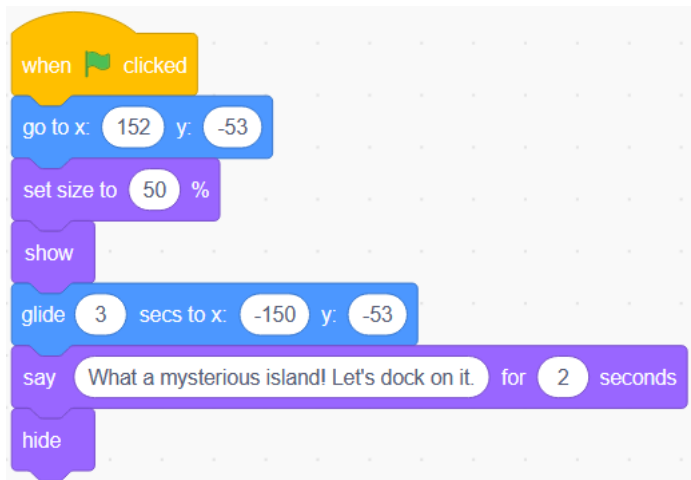 when clicked
go to x: 152 y: -53
set size to 50 %
show
glide 3 secs to x: -150 y: -53
say What a mysterious island! Let's dock on it. for 2 seconds
hide